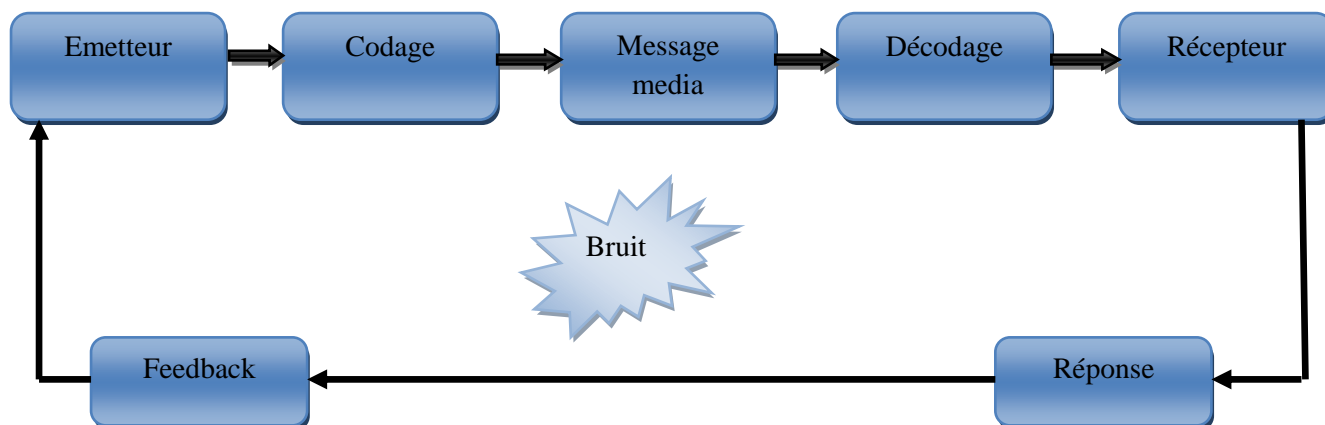 Emetteur
Codage
Message
media
Décodage
Récepteur
Bruit
Feedback
Réponse